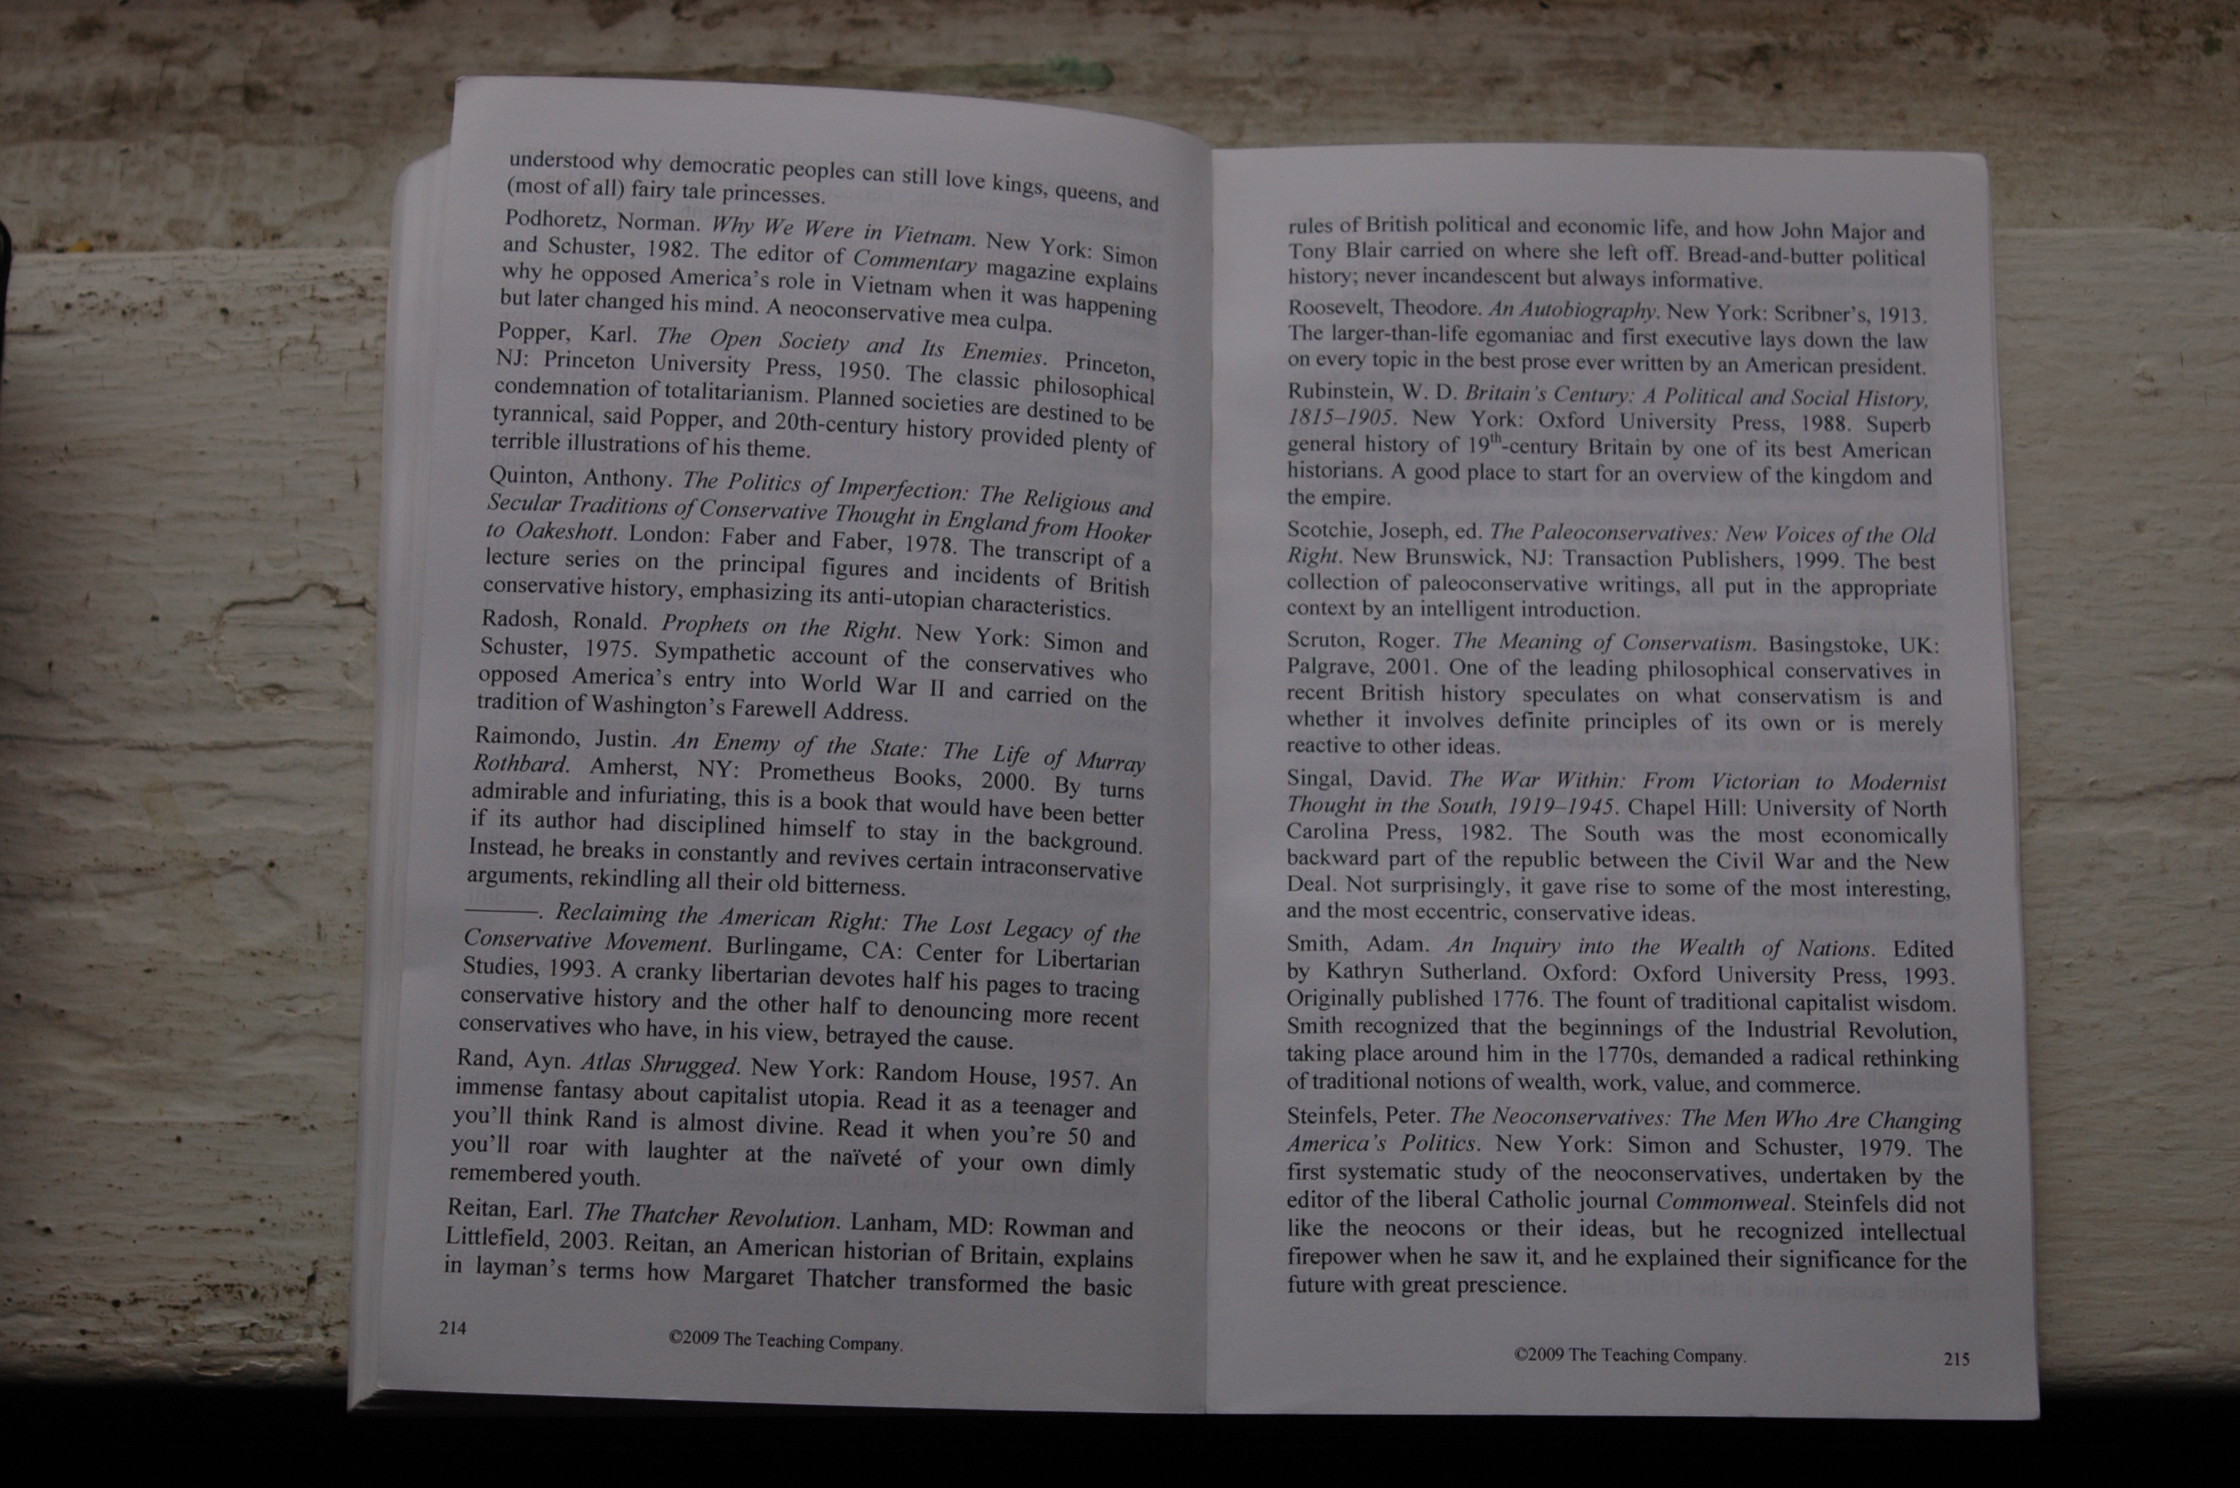 understood why democratic peoples can still love kings, queens, and
(most of all) fairy tale princesses.
Podhoretz, Norman. Why We Were in Vietnam. New York: Simon
and Schuster, 1982. The editor of Commentary magazine explains
why he opposed America's role in Vietnam when it was happening
but later changed his mind. A neoconservative mea culpa.
Popper, Karl. The Open Society and Its Enemies. Princeton,
NJ: Princeton University Press, 1950. The classic philosophical
condemnation of totalitarianism. Planned societies are destined to be
tyrannical, said Popper, and 20th-century history provided plenty of
terrible illustrations of his theme.
Quinton, Anthony. The Politics of Imperfection: The Religious and
Secular Traditions of Conservative Thought in England from Hooker
to Oakeshott. London: Faber and Faber, 1978. The transcript of a
lecture series on the principal figures and incidents of British
conservative history, emphasizing its anti-utopian characteristics.
Radosh, Ronald. Prophets on the Right. New York: Simon and
Schuster, 1975. Sympathetic account of the conservatives who
opposed America's entry into World War II and carried on the
tradition of Washington's Farewell Address.
Raimondo, Justin. An Enemy of the State: The Life of Murray
Rothbard. Amherst, NY: Prometheus Books, 2000. By turns
admirable and infuriating, this is a book that would have been better
if its author had disciplined himself to stay in the background.
Instead, he breaks in constantly and revives certain intraconservative
arguments, rekindling all their old bitterness.
———. Reclaiming the American Right: The Lost Legacy of the
Conservative Movement. Burlingame, CA: Center for Libertarian
Studies, 1993. A cranky libertarian devotes half his pages to tracing
conservative history and the other half to denouncing more recent
conservatives who have, in his view, betrayed the cause.
Rand, Ayn. Atlas Shrugged. New York: Random House, 1957. An
immense fantasy about capitalist utopia. Read it as a teenager and
you'll think Rand is almost divine. Read it when you're 50 and
you'll roar with laughter at the naïveté of your own dimly
remembered youth.
Reitan, Earl. The Thatcher Revolution. Lanham, MD: Rowman and
Littlefield, 2003. Reitan, an American historian of Britain, explains
in layman's terms how Margaret Thatcher transformed the basic
214
©2009 The Teaching Company.
rules of British political and economic life, and how John Major and
Tony Blair carried on where she left off. Bread-and-butter political
history; never incandescent but always informative.
Roosevelt, Theodore. An Autobiography. New York: Scribner's, 1913.
The larger-than-life egomaniac and first executive lays down the law
on every topic in the best prose ever written by an American president.
Rubinstein, W. D. Britain's Century: A Political and Social History,
1815–1905. New York: Oxford University Press, 1988. Superb
general history of 19th-century Britain by one of its best American
historians. A good place to start for an overview of the kingdom and
the empire.
Scotchie, Joseph, ed. The Paleoconservatives: New Voices of the Old
Right. New Brunswick, NJ: Transaction Publishers, 1999. The best
collection of paleoconservative writings, all put in the appropriate
context by an intelligent introduction.
Scruton, Roger. The Meaning of Conservatism. Basingstoke, UK:
Palgrave, 2001. One of the leading philosophical conservatives in
recent British history speculates on what conservatism is and
whether it involves definite principles of its own or is merely
reactive to other ideas.
Singal, David. The War Within: From Victorian to Modernist
Thought in the South, 1919–1945. Chapel Hill: University of North
Carolina Press, 1982. The South was the most economically
backward part of the republic between the Civil War and the New
Deal. Not surprisingly, it gave rise to some of the most interesting,
and the most eccentric, conservative ideas.
Smith, Adam. An Inquiry into the Wealth of Nations. Edited
by Kathryn Sutherland. Oxford: Oxford University Press, 1993.
Originally published 1776. The fount of traditional capitalist wisdom.
Smith recognized that the beginnings of the Industrial Revolution,
taking place around him in the 1770s, demanded a radical rethinking
of traditional notions of wealth, work, value, and commerce.
Steinfels, Peter. The Neoconservatives: The Men Who Are Changing
America's Politics. New York: Simon and Schuster, 1979. The
first systematic study of the neoconservatives, undertaken by the
editor of the liberal Catholic journal Commonweal. Steinfels did not
like the neocons or their ideas, but he recognized intellectual
firepower when he saw it, and he explained their significance for the
future with great prescience.
©2009 The Teaching Company.
215